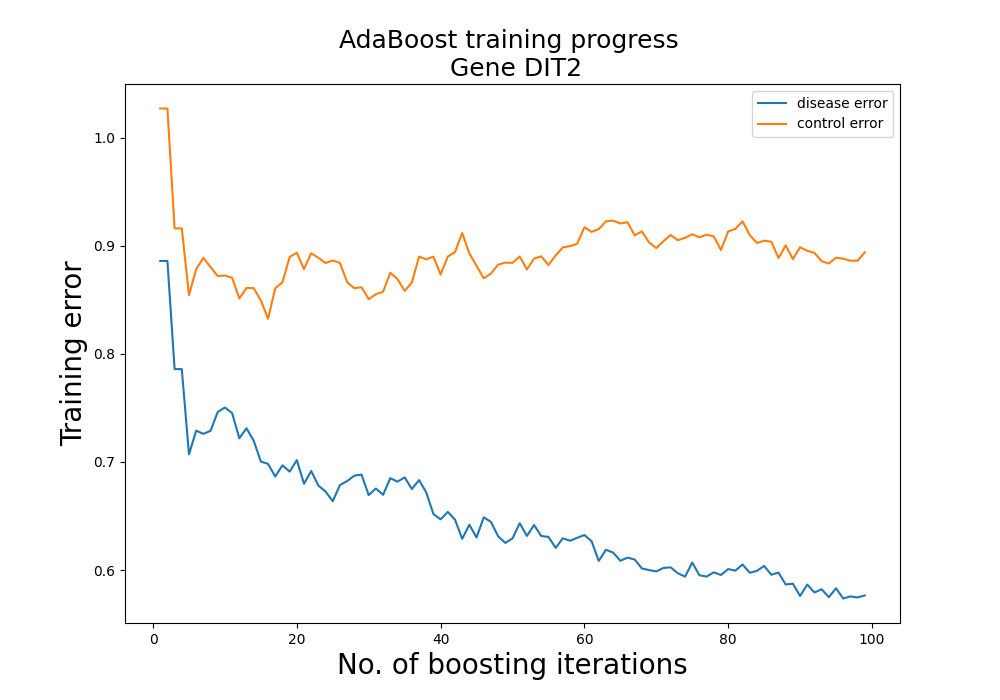 AdaBoost training progress
Gene DIT2
disease error
control error
Training error
1.0
0.9
0.8
0.7
0.6
0
20
40
60
80
100
No. of boosting iterations